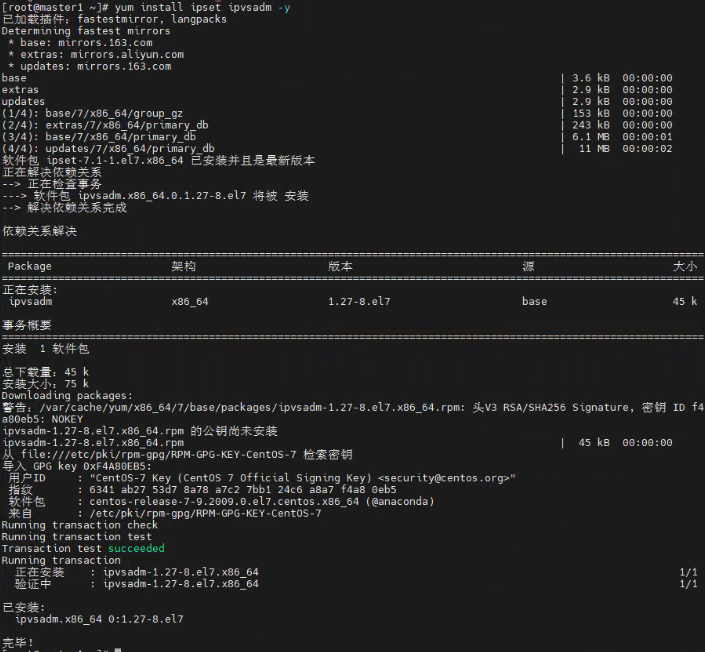 [root@master1 ~]# yum install ipset ipvsadm -y
已加载插件：fastestmirror, langpacks
Determining fastest mirrors
* base: mirrors.163.com
* extras: mirrors.aliyun.com
* updates: mirrors.163.com
base | 3.6 kB 00:00:00
extras | 2.9 kB 00:00:00
updates | 2.9 kB 00:00:00
(1/4): base/7/x86_64/group_gz | 153 kB 00:00:00
(2/4): extras/7/x86_64/primary_db | 243 kB 00:00:00
(3/4): base/7/x86_64/primary_db | 6.1 MB 00:00:01
(4/4): updates/7/x86_64/primary_db | 11 MB 00:00:02
软件包 ipset-7.1-1.el7.x86_64 已安装并且是最新版本
正在解决依赖关系
--> 正在检查事务
---> 软件包 ipvsadm.x86_64.0.1.27-8.el7 将被 安装
--> 解决依赖关系完成
依赖关系解决
Package 架构 版本 源 大小
正在安装:
ipvsadm x86_64 1.27-8.el7 base 45 k
事务概要
安装 1 软件包
总下载量：45 k
安装大小：75 k
Downloading packages:
警告：/var/cache/yum/x86_64/7/base/packages/ipvsadm-1.27-8.el7.x86_64.rpm: 头V3 RSA/SHA256 Signature, 密钥 ID f4
a80eb5: NOKEY
ipvsadm-1.27-8.el7.x86_64.rpm 的公钥尚未安装
ipvsadm-1.27-8.el7.x86_64.rpm | 45 kB 00:00:00
从 file:///etc/pki/rpm-gpg/RPM-GPG-KEY-CentOS-7 检索密钥
导入 GPG key 0xF4A80EB5:
用户ID : "CentOS-7 Key (CentOS 7 Official Signing Key) <security@centos.org>"
指纹 : 6341 ab27 53d7 8a78 a7c2 7bb1 24c6 a8a7 f4a8 0eb5
软件包 : centos-release-7-9.2009.0.el7.centos.x86_64 (@anaconda)
来自 : /etc/pki/rpm-gpg/RPM-GPG-KEY-CentOS-7
Running transaction check
Running transaction test
Transaction test succeeded
Running transaction
正在安装 : ipvsadm-1.27-8.el7.x86_64 1/1
验证中 : ipvsadm-1.27-8.el7.x86_64 1/1
已安装:
ipvsadm.x86_64 0:1.27-8.el7
完毕！